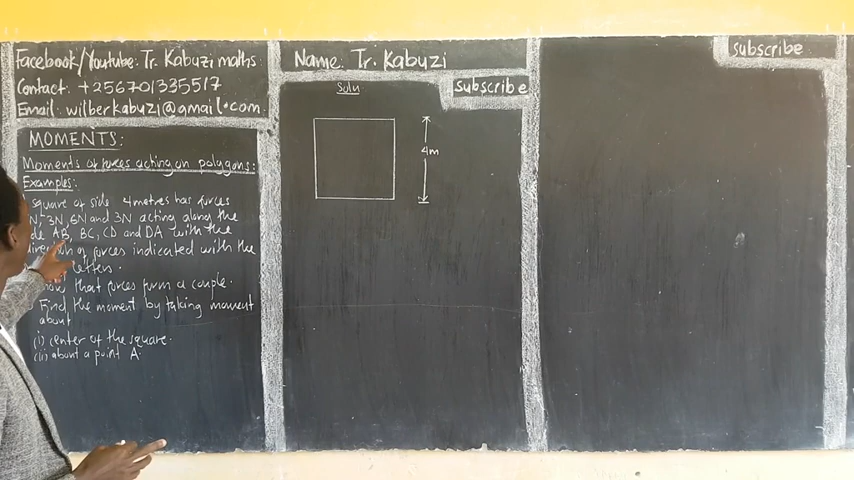 Facebook/Youtube: Tr. Kabuzi maths
Contact: +256701335517
Email: wilberkabuzi@gmail.com
MOMENTS:
Moments of forces acting on polygons:
Examples:
square of side 4metres has forces
N, 3N, 6N and 3N acting along the
AB, BC, CD and DA with the
of forces indicated with the
letters.
that forces form a couple.
Find the moment by taking moment
about
(i) center of the square.
(ii) about a point A.
Name: Tr. Kabuzi
Soln
subscribe
4m
subscribe